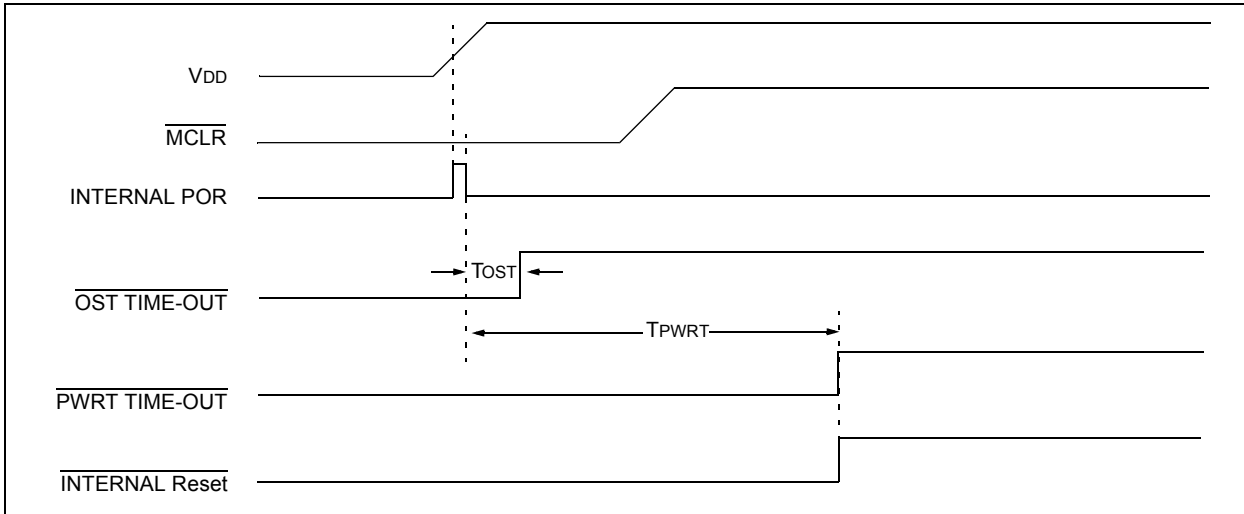 VDD
MCLR
INTERNAL POR
TOST
OST TIME-OUT
TPWRT
PWRT TIME-OUT
INTERNAL Reset